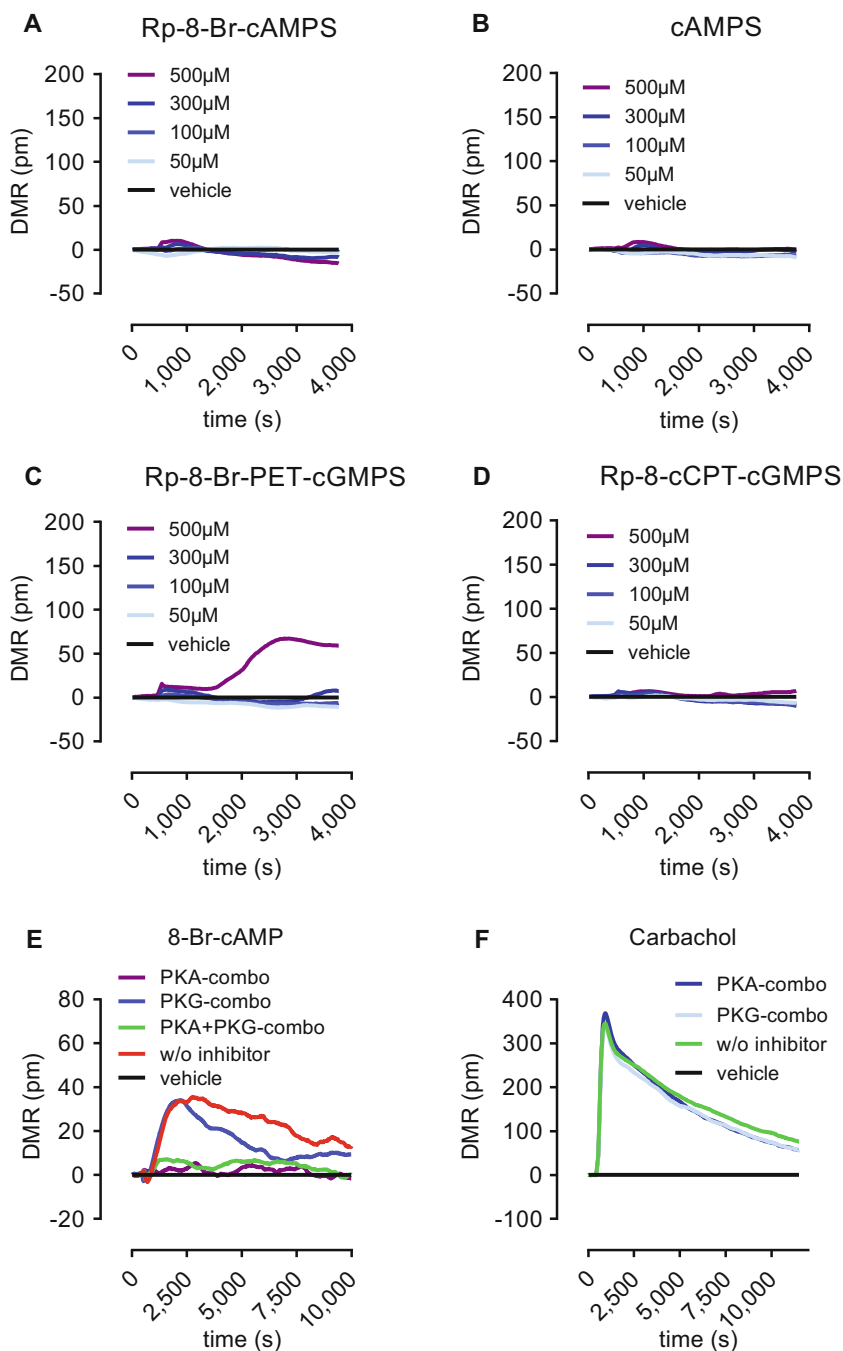 A
Rp-8-Br-cAMPS
DMR (pm)
200
150
100
50
0
-50
500µM
300µM
100µM
50µM
vehicle
0
1,000
2,000
3,000
4,000
time (s)
B
cAMPS
DMR (pm)
200
150
100
50
0
-50
500µM
300µM
100µM
50µM
vehicle
0
1,000
2,000
3,000
4,000
time (s)
C
Rp-8-Br-PET-cGMPS
DMR (pm)
200
150
100
50
0
-50
500µM
300µM
100µM
50µM
vehicle
0
1,000
2,000
3,000
4,000
time (s)
D
Rp-8-cCPT-cGMPS
DMR (pm)
200
150
100
50
0
-50
500µM
300µM
100µM
50µM
vehicle
0
1,000
2,000
3,000
4,000
time (s)
E
8-Br-cAMP
DMR (pm)
80
60
40
20
0
-20
PKA-combo
PKG-combo
PKA+PKG-combo
w/o inhibitor
vehicle
0
2,500
5,000
7,500
10,000
time (s)
F
Carbachol
DMR (pm)
400
300
200
100
0
-100
PKA-combo
PKG-combo
w/o inhibitor
vehicle
0
2,500
5,000
7,500
10,000
time (s)